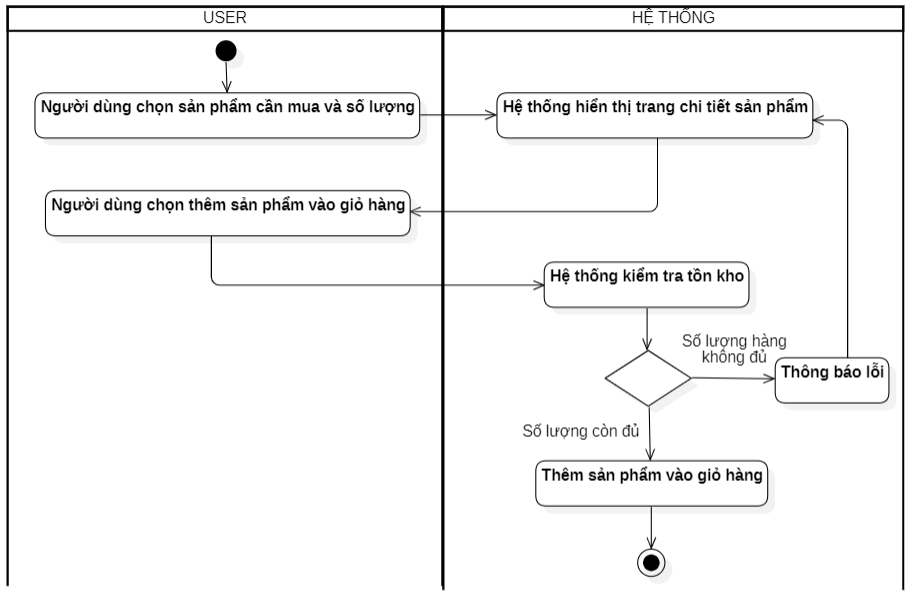 USER
HỆ THỐNG
Người dùng chọn sản phẩm cần mua và số lượng
Hệ thống hiển thị trang chi tiết sản phẩm
Người dùng chọn thêm sản phẩm vào giỏ hàng
Hệ thống kiểm tra tồn kho
Số lượng hàng
không đủ
Thông báo lỗi
Số lượng còn đủ
Thêm sản phẩm vào giỏ hàng